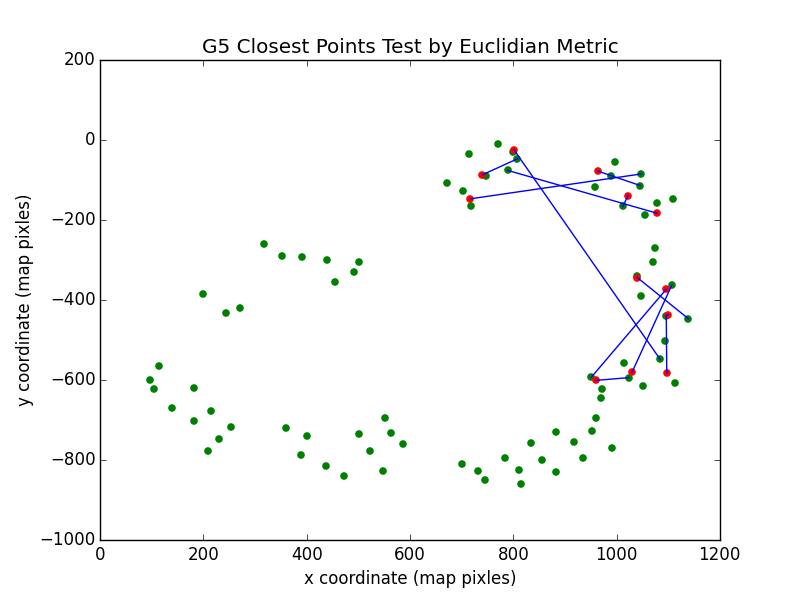 G5 Closest Points Test by Euclidian Metric
200
0
−200
−400
−600
−800
−1000
y coordinate (map pixles)
0 200 400 600 800 1000 1200
x coordinate (map pixles)